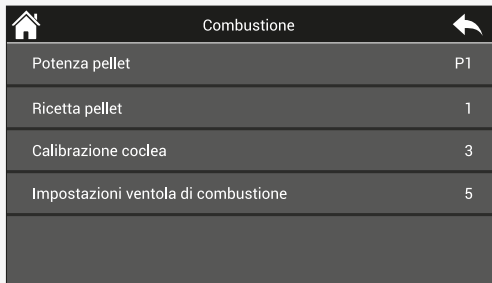 Combustione
Potenza pellet P1
Ricetta pellet 1
Calibrazione coclea 3
Impostazioni ventola di combustione 5